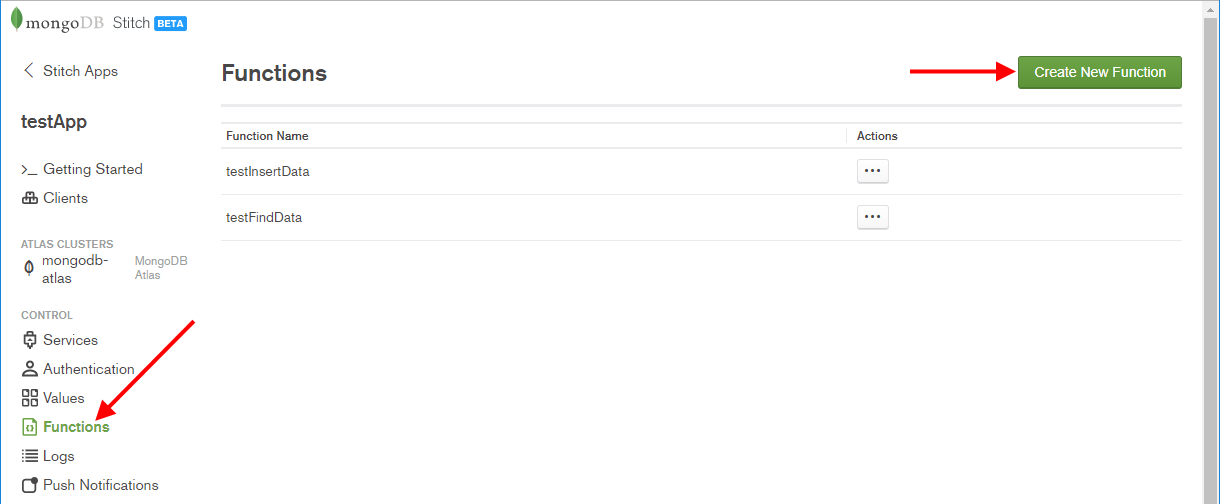 mongoDB Stitch BETA
Stitch Apps
Functions
Create New Function
testApp
Function Name
Actions
Getting Started
testInsertData
...
Clients
testFindData
...
ATLAS CLUSTERS
mongodb-
atlas
MongoDB
Atlas
CONTROL
Services
Authentication
Values
Functions
Logs
Push Notifications